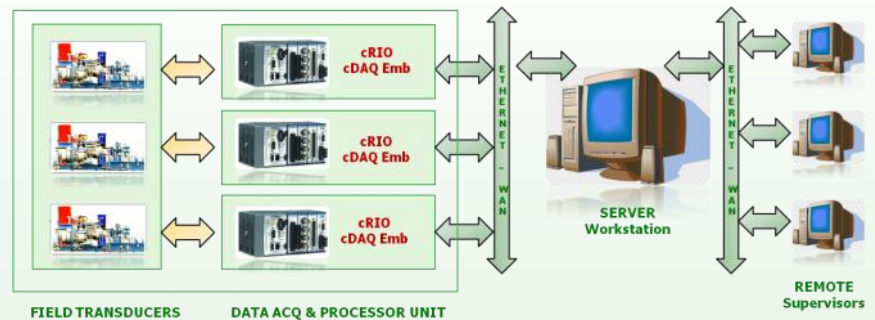 cRIO
cDAQ Emb
cRIO
cDAQ Emb
cRIO
cDAQ Emb
ETHERNET - WAN
SERVER
Workstation
ETHERNET - WAN
FIELD TRANSDUCERS
DATA ACQ & PROCESSOR UNIT
REMOTE
Supervisors